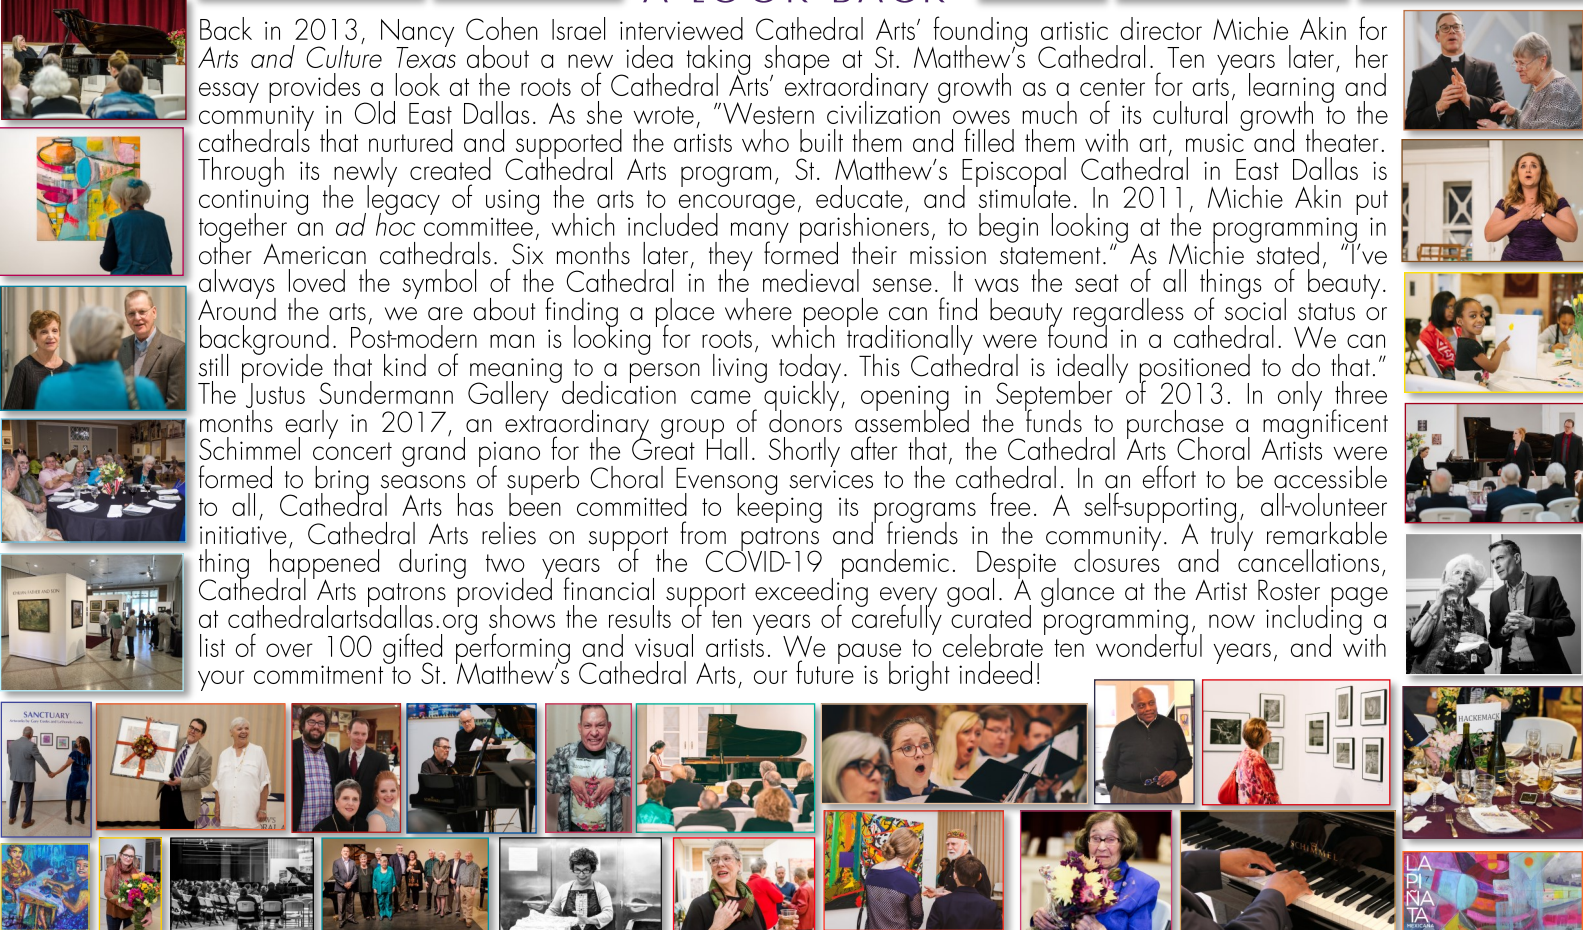 A LOOK BACK
Back in 2013, Nancy Cohen Israel interviewed Cathedral Arts’ founding artistic director Michie Akin for
Arts and Culture Texas about a new idea taking shape at St. Matthew’s Cathedral. Ten years later, her
essay provides a look at the roots of Cathedral Arts’ extraordinary growth as a center for arts, learning and
community in Old East Dallas. As she wrote, “Western civilization owes much of its cultural growth to the
cathedrals that nurtured and supported the artists who built them and filled them with art, music and theater.
Through its newly created Cathedral Arts program, St. Matthew’s Episcopal Cathedral in East Dallas is
continuing the legacy of using the arts to encourage, educate, and stimulate. In 2011, Michie Akin put
together an ad hoc committee, which included many parishioners, to begin looking at the programming in
other American cathedrals. Six months later, they formed their mission statement.” As Michie stated, “I’ve
always loved the symbol of the Cathedral in the medieval sense. It was the seat of all things of beauty.
Around the arts, we are about finding a place where people can find beauty regardless of social status or
background. Post-modern man is looking for roots, which traditionally were found in a cathedral. We can
still provide that kind of meaning to a person living today. This Cathedral is ideally positioned to do that.”
The Justus Sundermann Gallery dedication came quickly, opening in September of 2013. In only three
months early in 2017, an extraordinary group of donors assembled the funds to purchase a magnificent
Schimmel concert grand piano for the Great Hall. Shortly after that, the Cathedral Arts Choral Artists were
formed to bring seasons of superb Choral Evensong services to the cathedral. In an effort to be accessible
to all, Cathedral Arts has been committed to keeping its programs free. A self-supporting, all-volunteer
initiative, Cathedral Arts relies on support from patrons and friends in the community. A truly remarkable
thing happened during two years of the COVID-19 pandemic. Despite closures and cancellations,
Cathedral Arts patrons provided financial support exceeding every goal. A glance at the Artist Roster page
at cathedralartsdallas.org shows the results of ten years of carefully curated programming, now including a
list of over 100 gifted performing and visual artists. We pause to celebrate ten wonderful years, and with
your commitment to St. Matthew’s Cathedral Arts, our future is bright indeed!
SANCTUARY
HACKEMACK
SCHIMMEL
LA
PI
ÑA
TA
MEXICANA